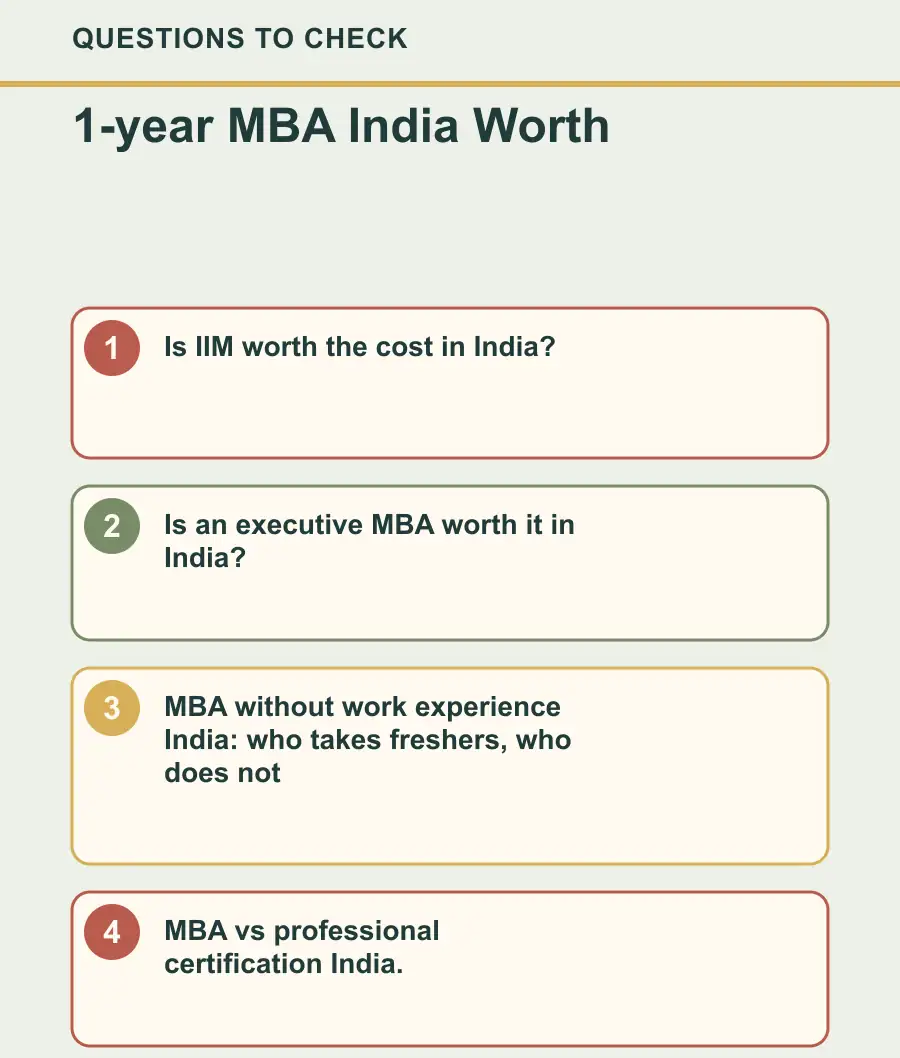 QUESTIONS TO CHECK
1-year MBA India Worth
1
Is IIM worth the cost in India?
2
Is an executive MBA worth it in
India?
3
MBA without work experience
India: who takes freshers, who
does not
4
MBA vs professional
certification India.